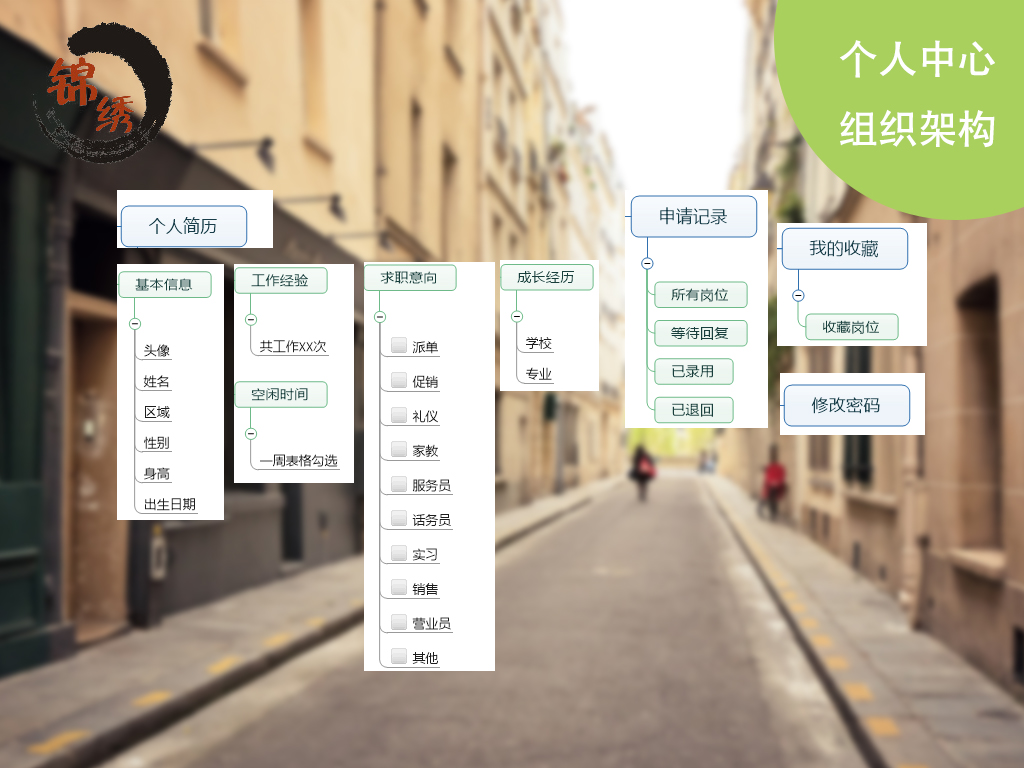 锦绣
个人中心
组织架构
个人简历
基本信息
头像
姓名
区域
性别
身高
出生日期
工作经验
共工作XX次
空闲时间
一周表格勾选
求职意向
派单
促销
礼仪
家教
服务员
话务员
实习
销售
营业员
其他
成长经历
学校
专业
申请记录
所有岗位
等待回复
已录用
已退回
我的收藏
收藏岗位
修改密码